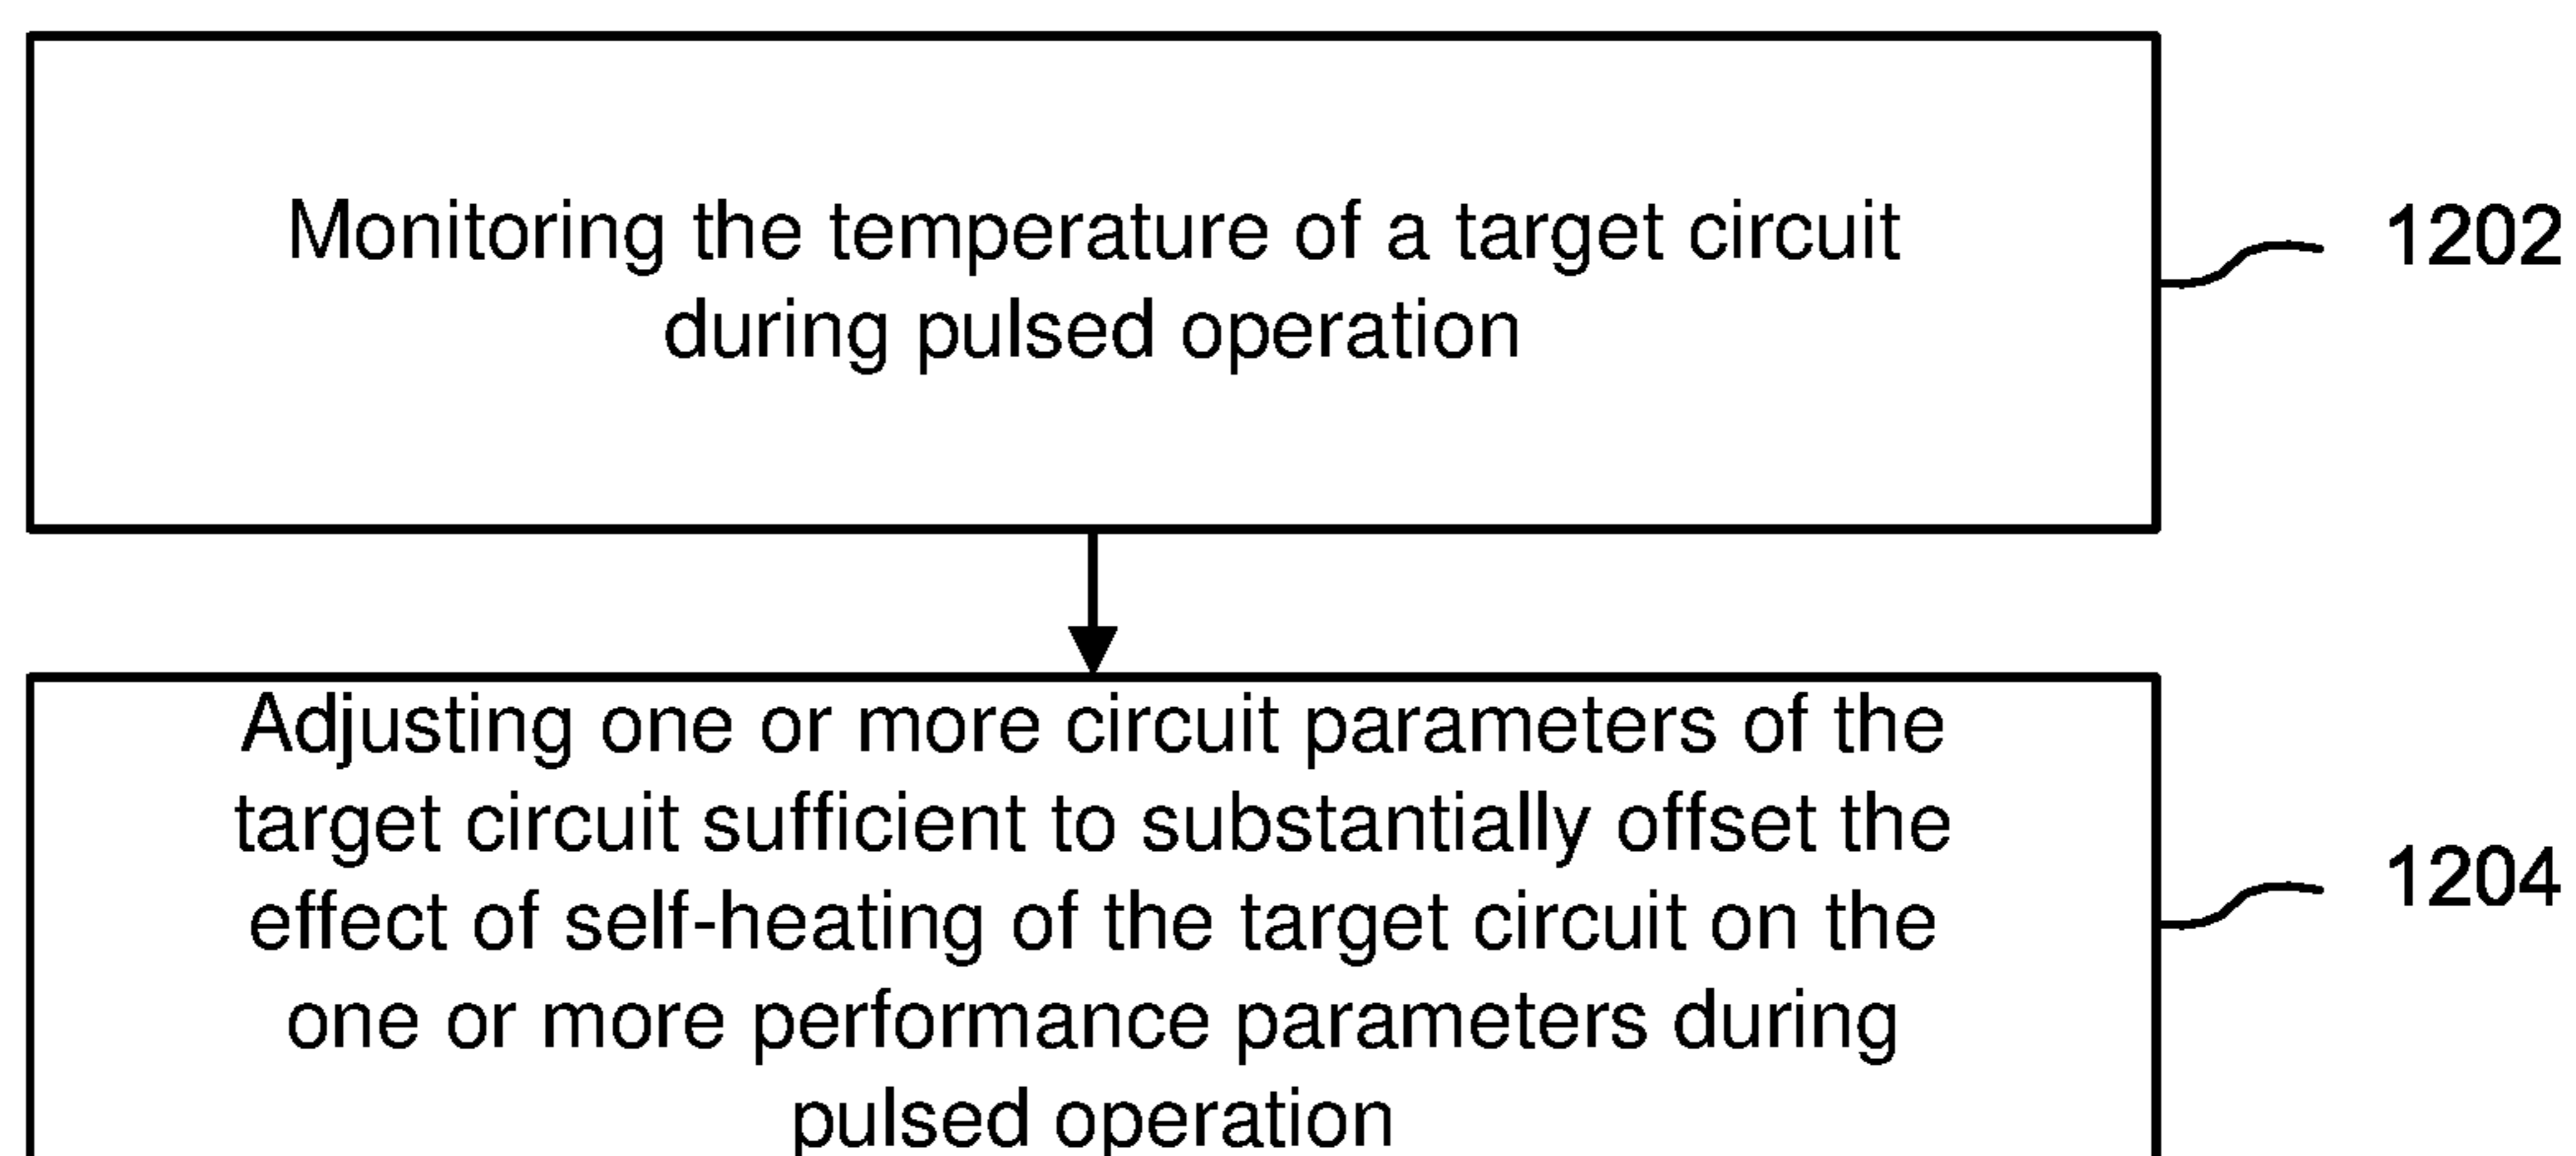 Monitoring the temperature of a target circuit
during pulsed operation
1202
Adjusting one or more circuit parameters of the
target circuit sufficient to substantially offset the
effect of self-heating of the target circuit on the
one or more performance parameters during
pulsed operation
1204